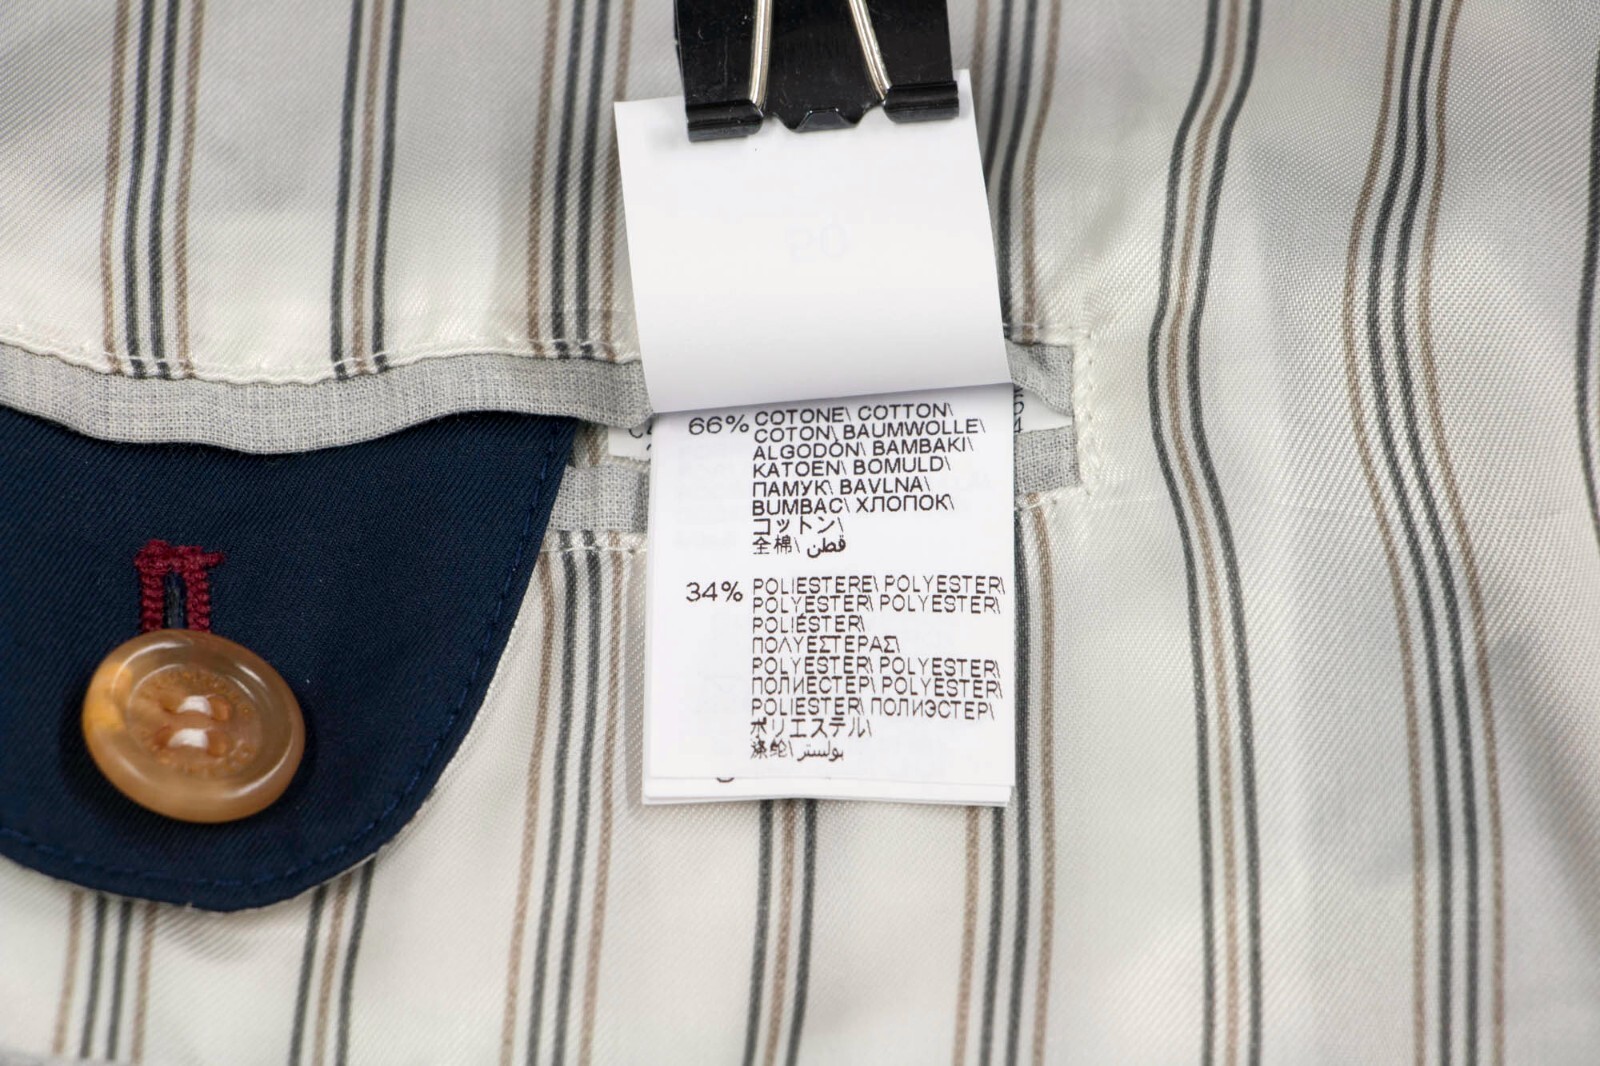 66% COTONE\ COTTON\
COTON\ BAUMWOLLE\
ALGODÓN\ BAMBAKI\
KATOEN\ BOMULD\
ПАМУК\ BAVLNA\
BUMBAC\ ХЛОПОК\
コットン\
全棉\ قطن
34% POLIESTERE\ POLYESTER\
POLYESTER\ POLYESTER\
POLIÉSTER\
ΠΟΛΥΕΣΤΕΡΑΣ\
POLYESTER\ POLYESTER\
ПОЛИЕСТЕР\ POLYESTER\
POLIESTER\ ПОЛИЭСТЕР\
ポリエステル\
涤纶\ بولستر